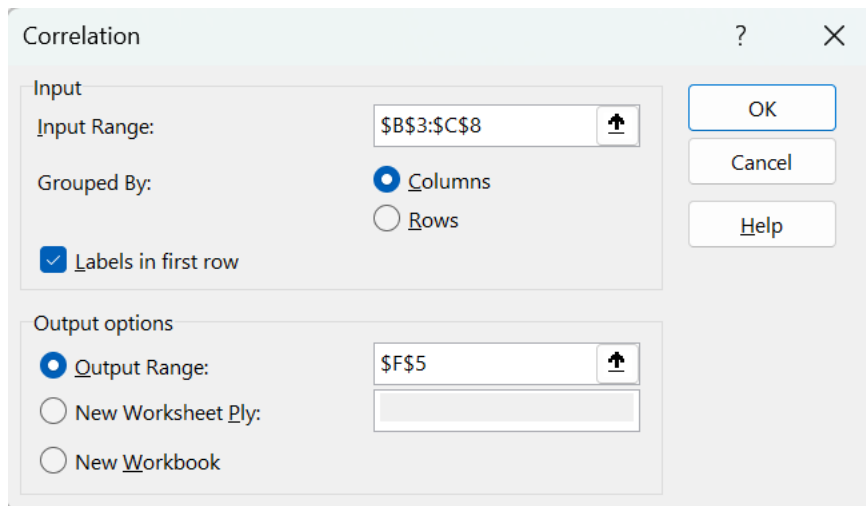 Correlation ?
Input
Input Range: $B$3:$C$8
OK
Cancel
Grouped By: Columns
Rows
Help
Labels in first row
Output options
Output Range: $F$5
New Worksheet Ply:
New Workbook